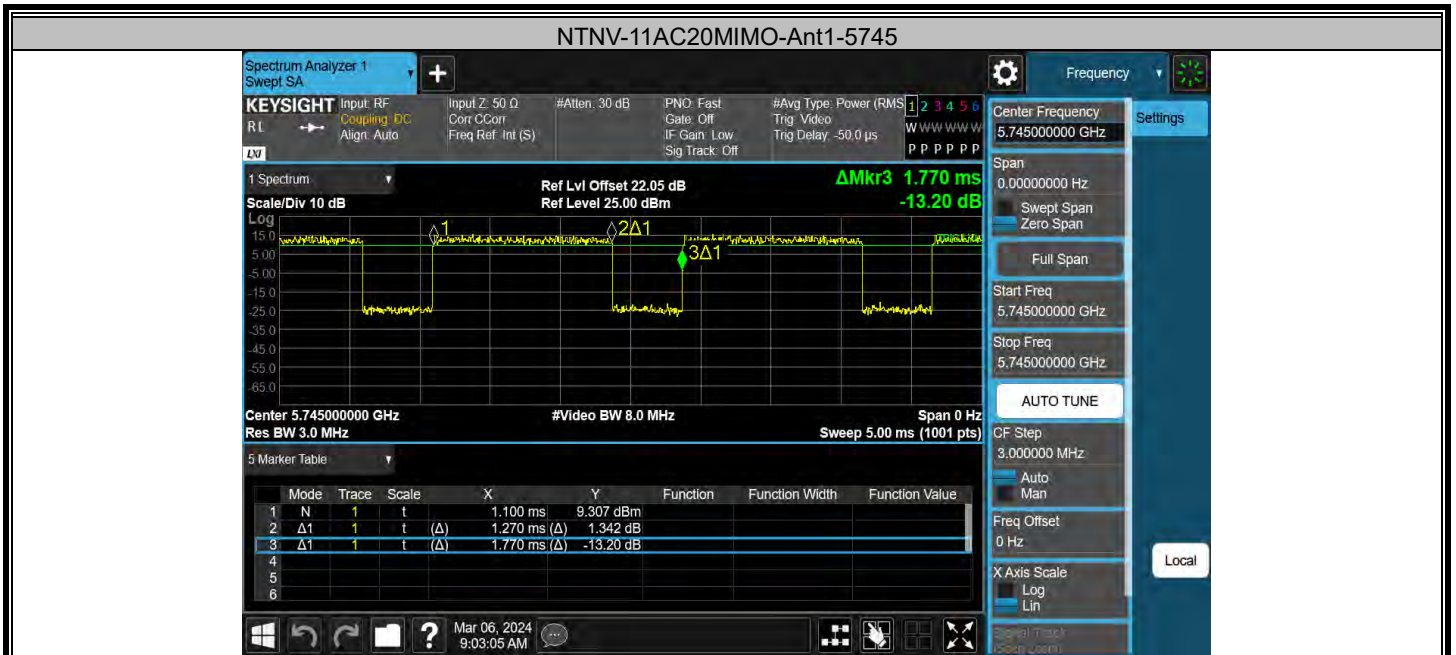 NTNV-11AC20MIMO-Ant1-5745
Spectrum Analyzer 1
Swept SA
+
Frequency
KEYSIGHT
RL
LXI
Input: RF
Coupling: DC
Align: Auto
Input Z: 50 Ω
Corr CCorr
Freq Ref: Int (S)
#Atten: 30 dB
PNO: Fast
Gate: Off
IF Gain: Low
Sig Track: Off
#Avg Type: Power (RMS
Trig: Video
Trig Delay: -50.0 µs
1 2 3 4 5 6
W W W W W W
P P P P P P
1 Spectrum
Scale/Div 10 dB
Ref Lvl Offset 22.05 dB
Ref Level 25.00 dBm
ΔMkr3 1.770 ms
-13.20 dB
Log
15.0
5.00
-5.00
-15.0
-25.0
-35.0
-45.0
-55.0
-65.0
1
2Δ1
3Δ1
Center 5.745000000 GHz
Res BW 3.0 MHz
#Video BW 8.0 MHz
Span 0 Hz
Sweep 5.00 ms (1001 pts)
5 Marker Table
Mode Trace Scale X Y Function Function Width Function Value
1 N 1 t 1.100 ms 9.307 dBm
2 Δ1 1 t (Δ) 1.270 ms (Δ) 1.342 dB
3 Δ1 1 t (Δ) 1.770 ms (Δ) -13.20 dB
4
5
6
Mar 06, 2024
9:03:05 AM
Center Frequency
5.745000000 GHz
Settings
Span
0.00000000 Hz
Swept Span
Zero Span
Full Span
Start Freq
5.745000000 GHz
Stop Freq
5.745000000 GHz
AUTO TUNE
CF Step
3.000000 MHz
Auto
Man
Freq Offset
0 Hz
X Axis Scale
Log
Lin
Local
Signal Track
(Span Zoom)